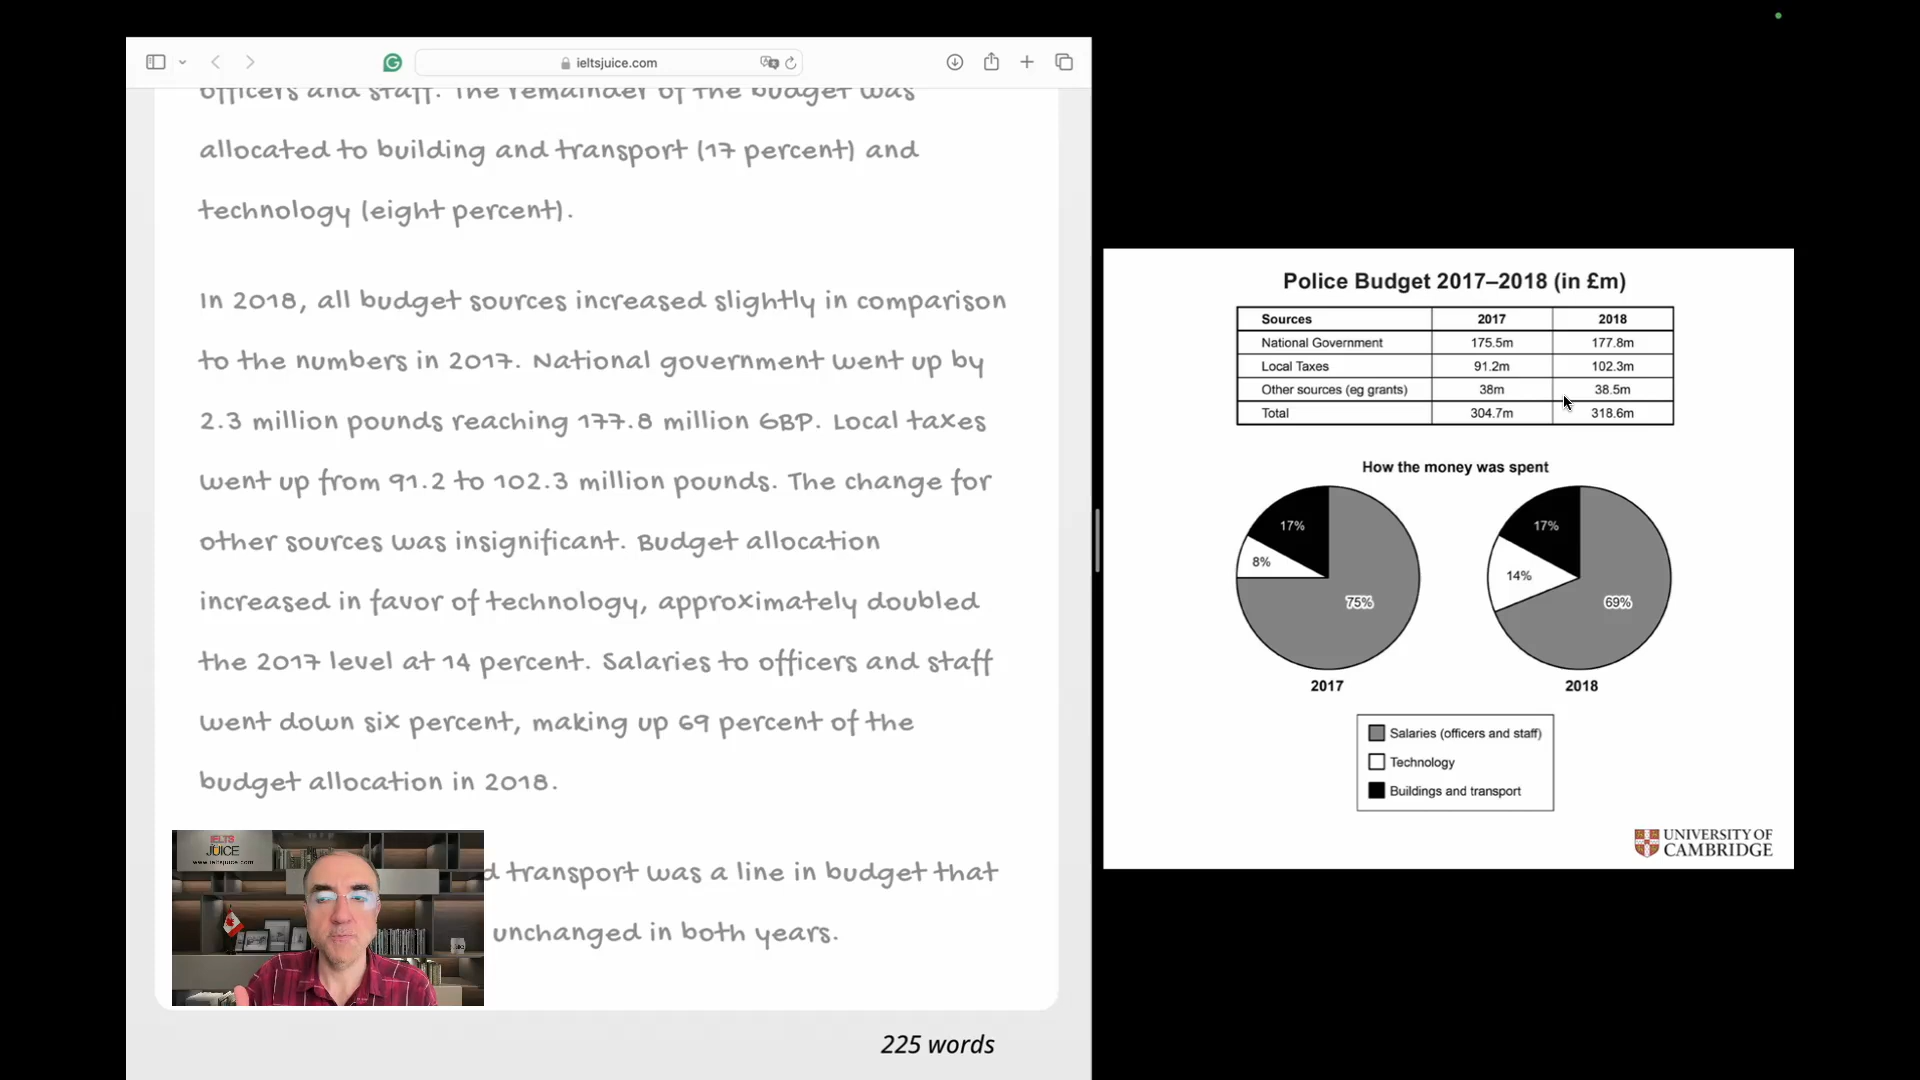 ieltsjuice.com
officers and staff. The remainder of the budget was
allocated to building and transport (17 percent) and
technology (eight percent).
In 2018, all budget sources increased slightly in comparison
to the numbers in 2017. National government went up by
2.3 million pounds reaching 177.8 million GBP. Local taxes
went up from 91.2 to 102.3 million pounds. The change for
other sources was insignificant. Budget allocation
increased in favor of technology, approximately doubled
the 2017 level at 14 percent. Salaries to officers and staff
went down six percent, making up 69 percent of the
budget allocation in 2018.
d transport was a line in budget that
unchanged in both years.
IELTS
JUICE
www.ieltsjuice.com
225 words
Police Budget 2017–2018 (in £m)
Sources 2017 2018
National Government 175.5m 177.8m
Local Taxes 91.2m 102.3m
Other sources (eg grants) 38m 38.5m
Total 304.7m 318.6m
How the money was spent
17% 8% 75%
17% 14% 69%
2017 2018
Salaries (officers and staff)
Technology
Buildings and transport
UNIVERSITY OF
CAMBRIDGE